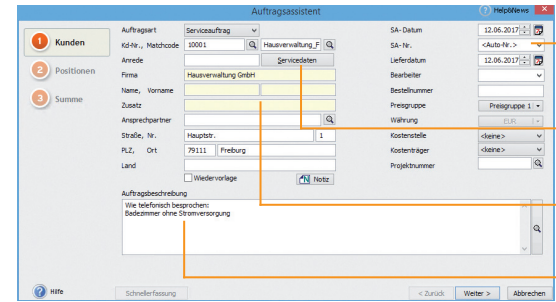 Auftragsassistent
Help&News
1 Kunden
2 Positionen
3 Summe
Auftragsart Serviceauftrag
Kd-Nr., Matchcode 10001 Hausverwaltung_F
Anrede Servicedaten
Firma Hausverwaltung GmbH
Name, Vorname
Zusatz
Ansprechpartner
Straße, Nr. Hauptstr. 1
PLZ, Ort 79111 Freiburg
Land
Wiedervorlage Notiz
SA-Datum 12.06.2017
SA-Nr. <Auto-Nr.>
Lieferdatum 12.06.2017
Bearbeiter
Bestellnummer
Preisgruppe Preisgruppe 1
Währung EUR
Kostenstelle <keine>
Kostenträger <keine>
Projektnummer
Auftragsbeschreibung
Wie telefonisch besprochen:
Badezimmer ohne Stromversorgung
Hilfe Schnellerfassung < Zurück Weiter > Abbrechen